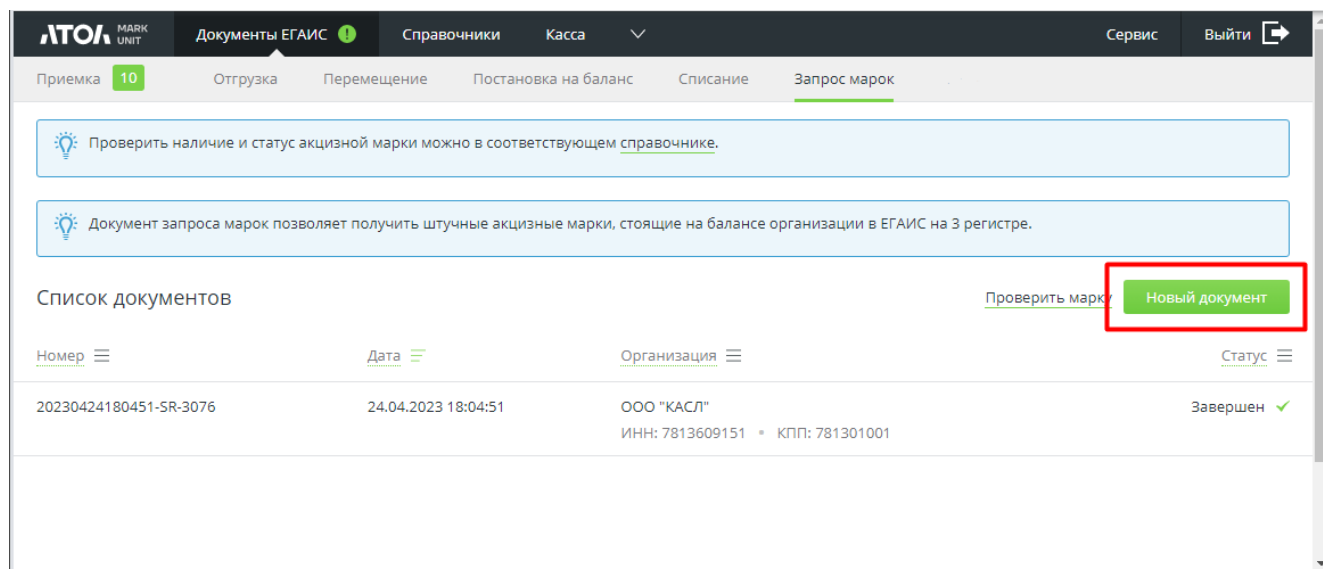 АТОЛ MARK UNIT Документы ЕГАИС ! Справочники Касса Сервис Выйти
Приемка 10 Отгрузка Перемещение Постановка на баланс Списание Запрос марок
Проверить наличие и статус акцизной марки можно в соответствующем справочнике.
Документ запроса марок позволяет получить штучные акцизные марки, стоящие на балансе организации в ЕГАИС на 3 регистре.
Список документов Проверить марку Новый документ
Номер Дата Организация Статус
20230424180451-SR-3076 24.04.2023 18:04:51 ООО "КАСЛ" Завершен
ИНН: 7813609151 • КПП: 781301001